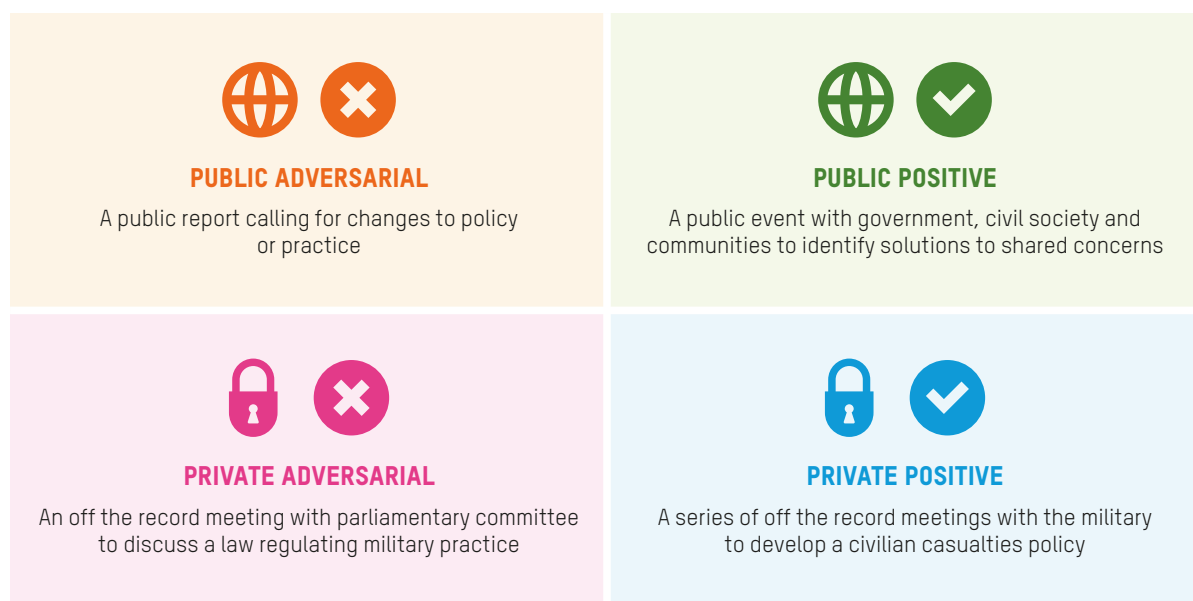 PUBLIC ADVERSARIAL
A public report calling for changes to policy
or practice
PUBLIC POSITIVE
A public event with government, civil society and
communities to identify solutions to shared concerns
PRIVATE ADVERSARIAL
An off the record meeting with parliamentary committee
to discuss a law regulating military practice
PRIVATE POSITIVE
A series of off the record meetings with the military
to develop a civilian casualties policy